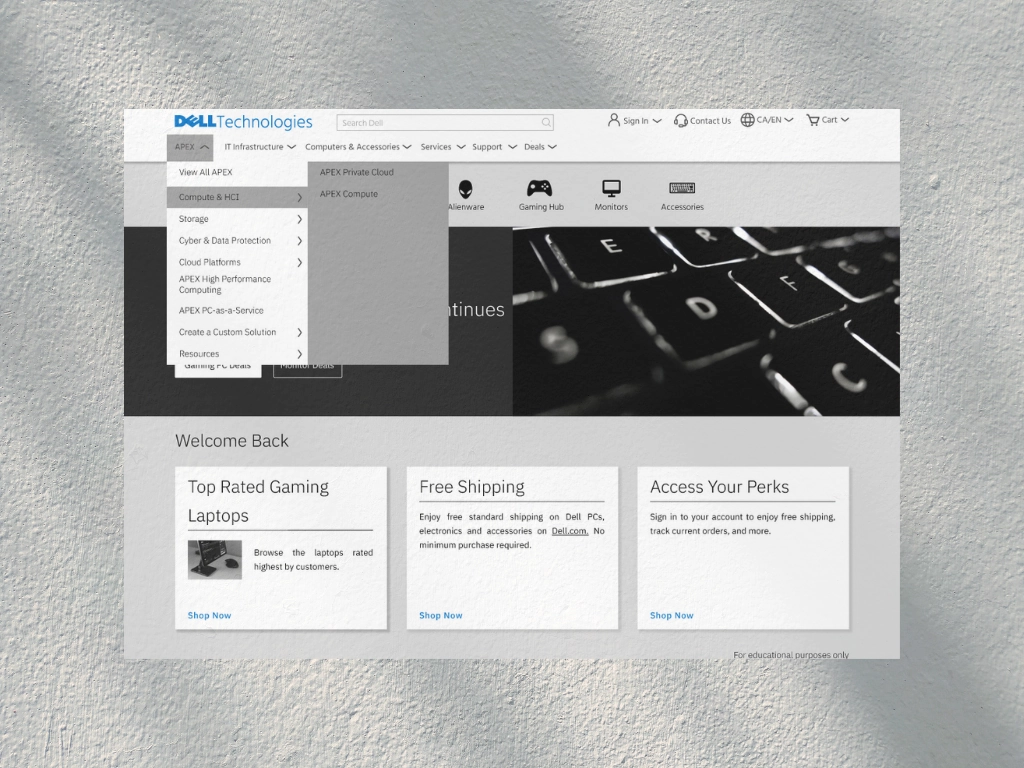 DELLTechnologies
Search Dell
Sign In
Contact Us
CA/EN
Cart
APEX
IT Infrastructure
Computers & Accessories
Services
Support
Deals
View All APEX
Compute & HCI
Storage
Cyber & Data Protection
Cloud Platforms
APEX High Performance
Computing
APEX PC-as-a-Service
Create a Custom Solution
Resources
APEX Private Cloud
APEX Compute
Alienware
Gaming Hub
Monitors
Accessories
ntinues
Gaming PC Deals
Monitor Deals
E
R
S
D
F
C
Welcome Back
Top Rated Gaming
Laptops
Browse the laptops rated
highest by customers.
Shop Now
Free Shipping
Enjoy free standard shipping on Dell PCs,
electronics and accessories on Dell.com. No
minimum purchase required.
Shop Now
Access Your Perks
Sign in to your account to enjoy free shipping,
track current orders, and more.
Shop Now
For educational purposes only